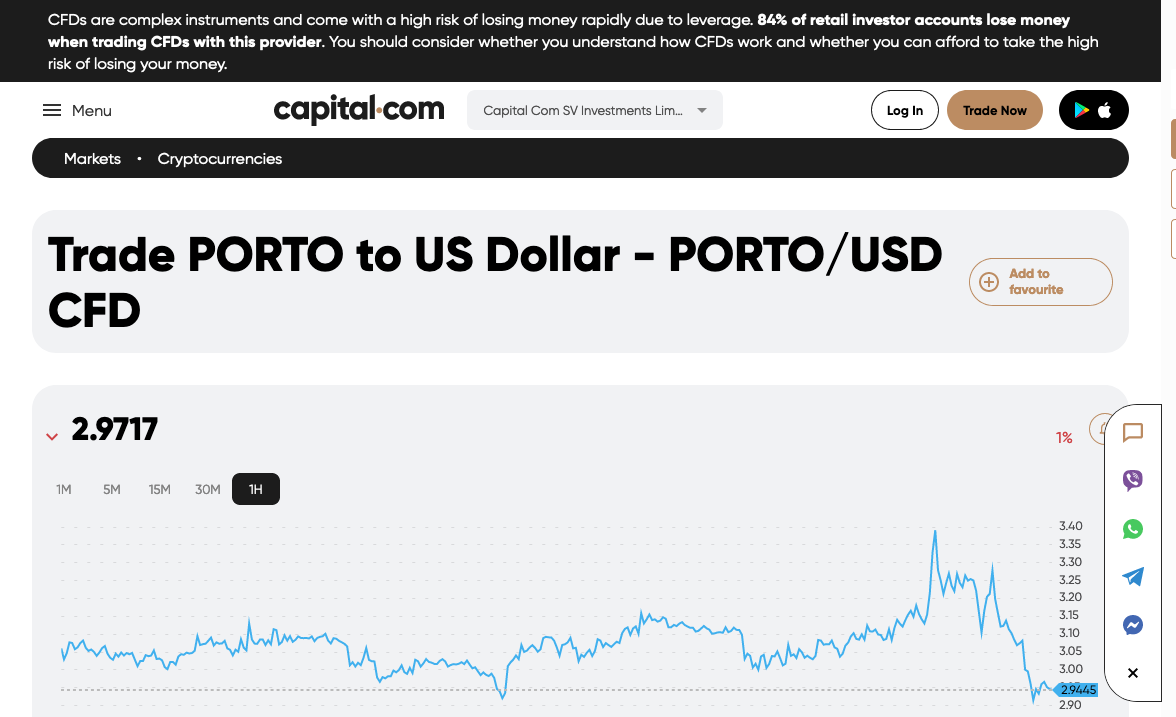 CFDs are complex instruments and come with a high risk of losing money rapidly due to leverage. 84% of retail investor accounts lose money
when trading CFDs with this provider. You should consider whether you understand how CFDs work and whether you can afford to take the high
risk of losing your money.
Menu
capital.com
Capital Com SV Investments Lim...
Log In
Trade Now
Markets • Cryptocurrencies
Trade PORTO to US Dollar - PORTO/USD
CFD
Add to
favourite
2.9717
1%
1M 5M 15M 30M 1H
3.40
3.35
3.30
3.25
3.20
3.15
3.10
3.05
3.00
2.9445
2.90